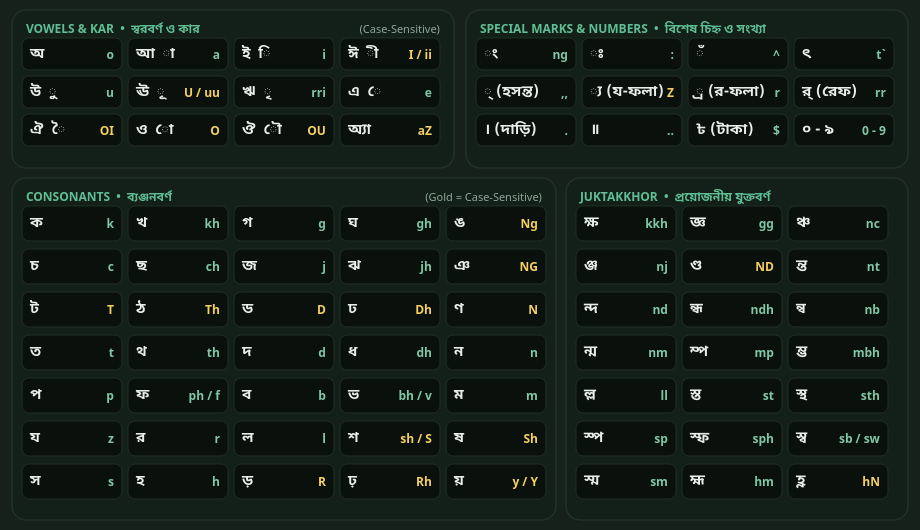 VOWELS & KAR • স্বরবর্ণ ও কার (Case-Sensitive)
অ o আ া a ই ি i ঈ ী I / ii
উ ু u ঊ ূ U / uu ঋ ৃ rri এ ে e
ঐ ৈ OI ও ো O ঔ ৌ OU অ্যা aZ
SPECIAL MARKS & NUMBERS • বিশেষ চিহ্ন ও সংখ্যা
ং ng ঃ : ঁ ^ ৎ t`
্ (হসন্ত) ,, ্য (য-ফলা) Z ্র (র-ফলা) r র্ (রেফ) rr
। (দাড়ি) . ॥ .. ৳ (টাকা) $ ০ - ৯ 0 - 9
CONSONANTS • ব্যঞ্জনবর্ণ (Gold = Case-Sensitive)
ক k খ kh গ g ঘ gh ঙ Ng
চ c ছ ch জ j ঝ jh ঞ NG
ট T ঠ Th ড D ঢ Dh ণ N
ত t থ th দ d ধ dh ন n
প p ফ ph / f ব b ভ bh / v ম m
য z র r ল l শ sh / S ষ Sh
স s হ h ড় R ঢ় Rh য় y / Y
JUKTAKKHOR • প্রয়োজনীয় যুক্তবর্ণ
ক্ষ kkh জ্ঞ gg ঞ্চ nc
ঞ্জ nj ণ্ড ND ন্ত nt
ন্দ nd ন্ধ ndh ন্ব nb
ন্ম nm ম্প mp ম্ভ mbh
ল্ল ll স্ত st স্থ sth
স্প sp স্ফ sph স্ব sb / sw
স্ম sm হ্ম hm হ্ণ hN